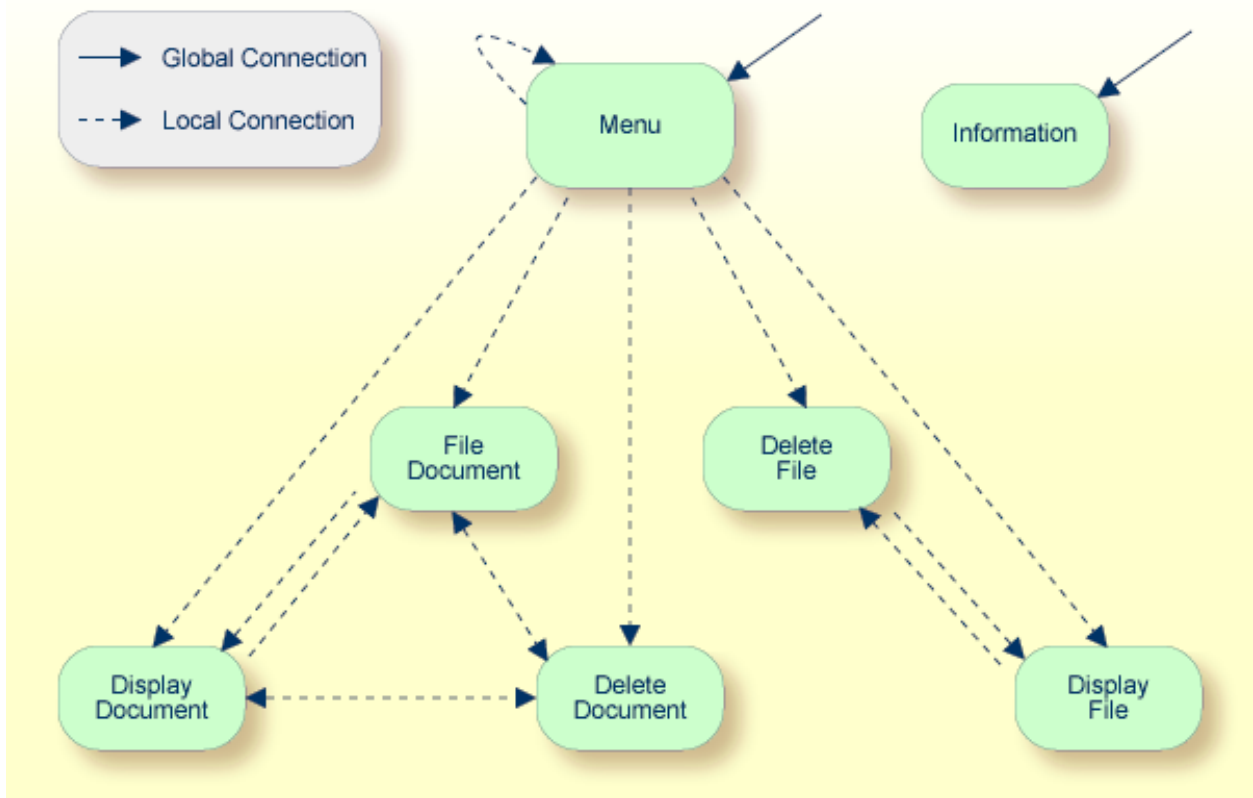 Global Connection
Local Connection
Menu
Information
File
Document
Delete
File
Display
Document
Delete
Document
Display
File